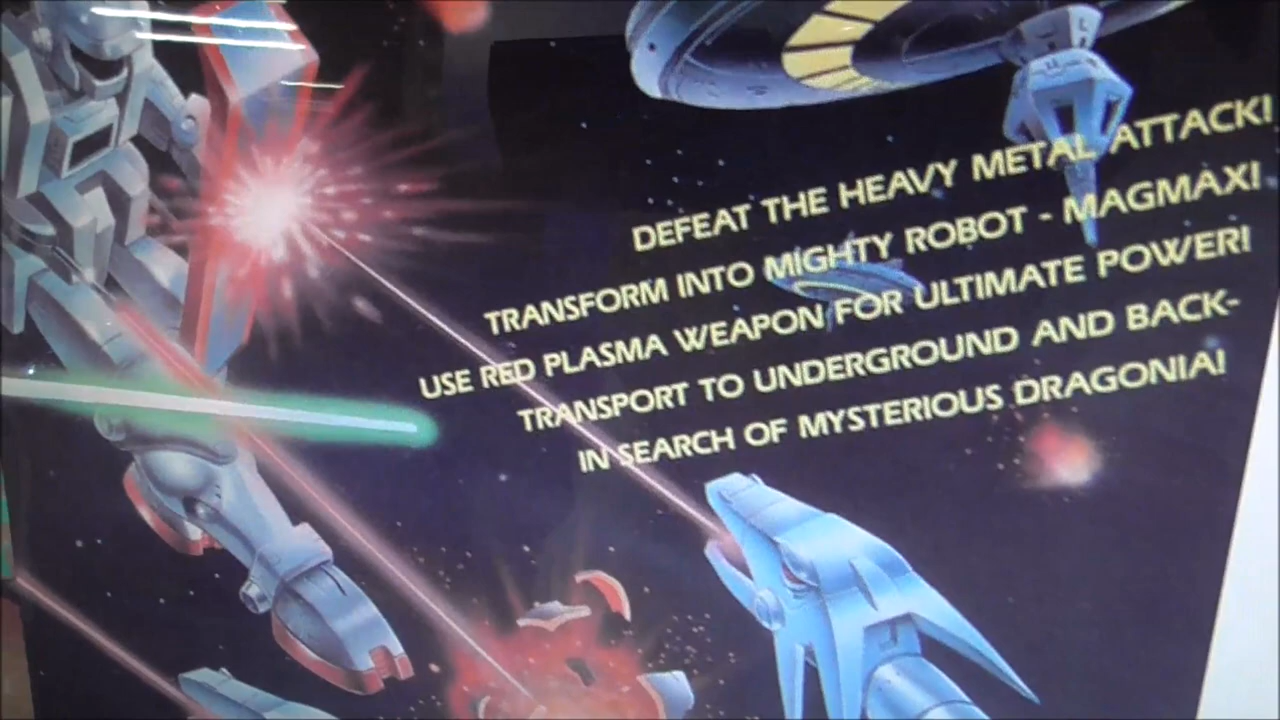 DEFEAT THE HEAVY METAL ATTACK!
TRANSFORM INTO MIGHTY ROBOT - MAGMAX!
USE RED PLASMA WEAPON FOR ULTIMATE POWER!
TRANSPORT TO UNDERGROUND AND BACK-
IN SEARCH OF MYSTERIOUS DRAGONIA!